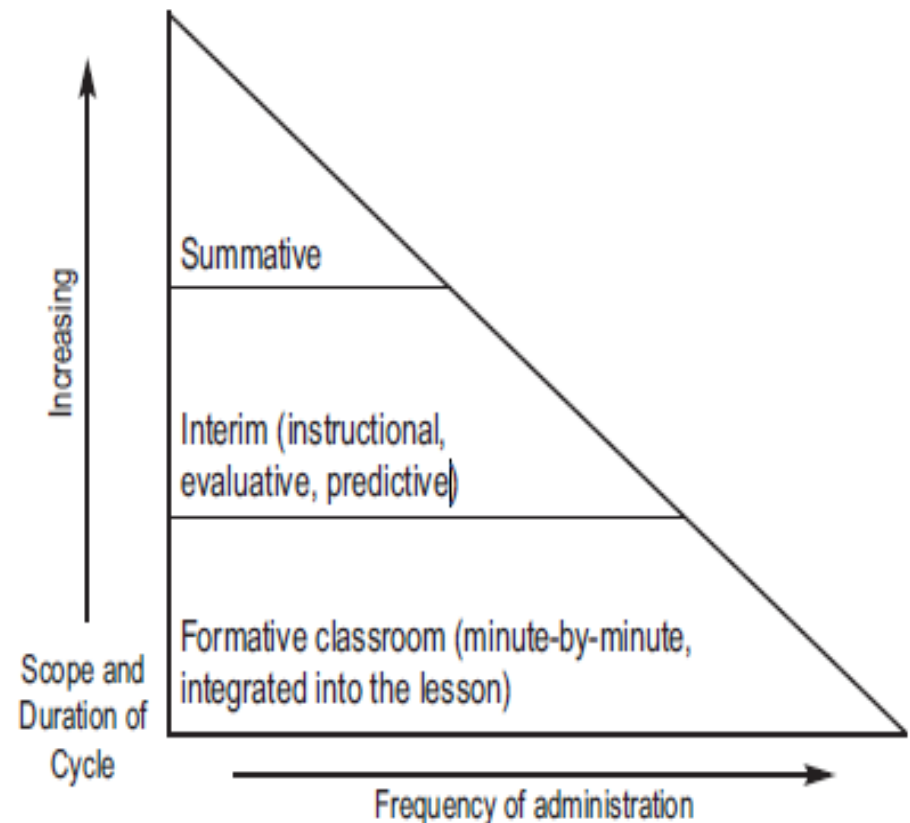 Summative
Increasing
Interim (instructional,
evaluative, predictive)
Formative classroom (minute-by-minute,
integrated into the lesson)
Scope and
Duration of
Cycle
Frequency of administration